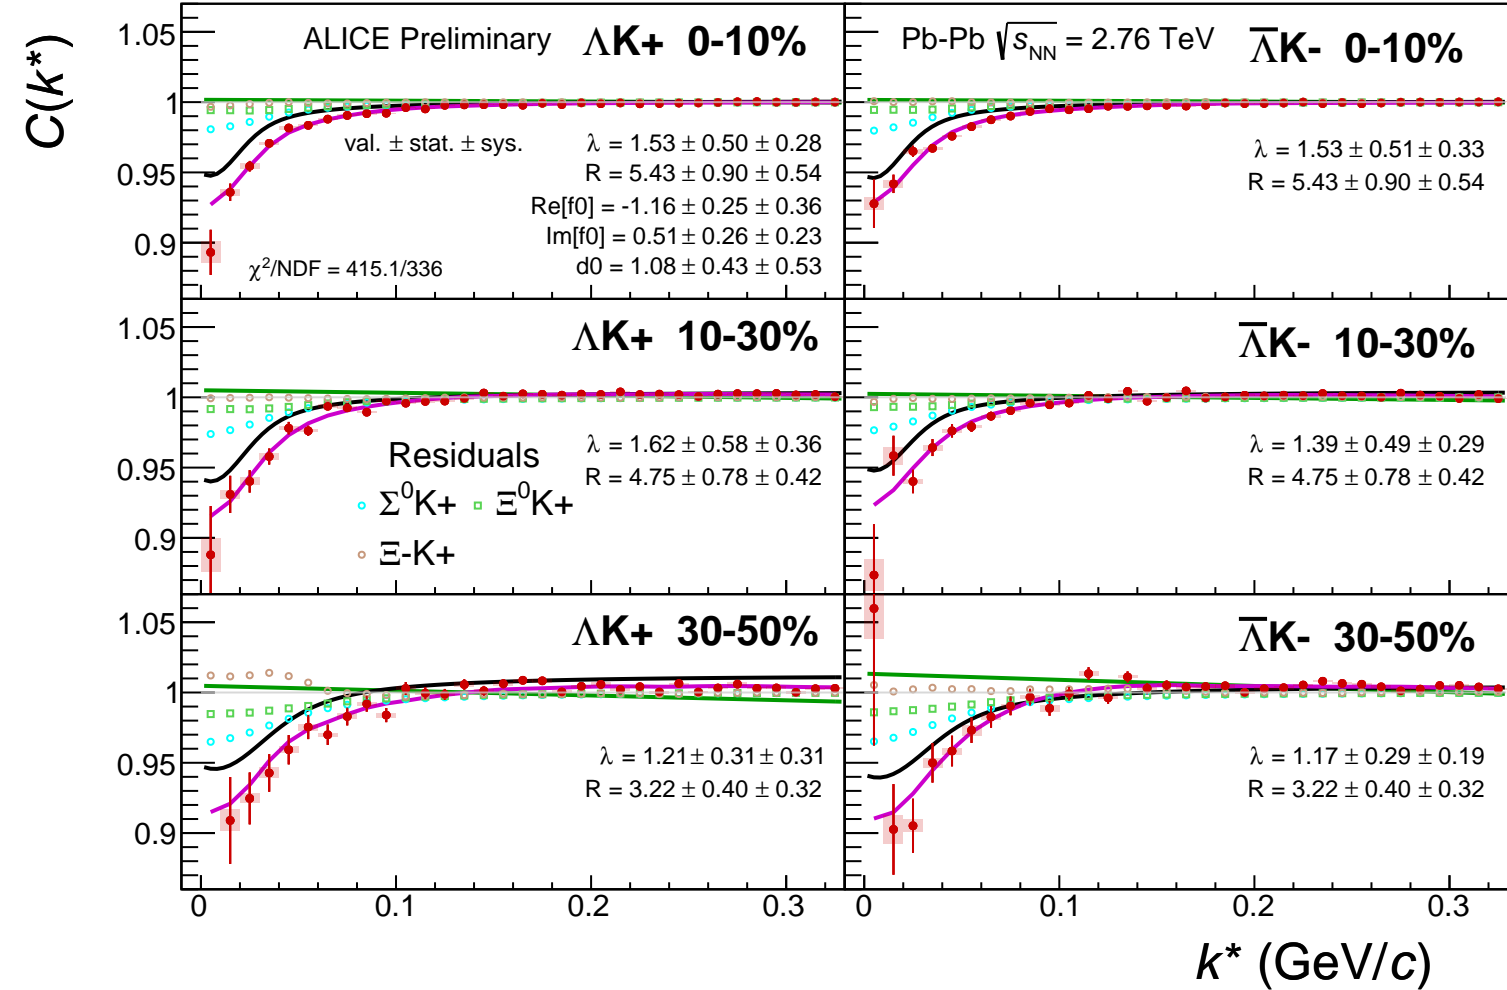 C(k*)
ALICE Preliminary ΛK+ 0-10%
1.05
1
0.95
0.9
val. ± stat. ± sys.
λ = 1.53 ± 0.50 ± 0.28
R = 5.43 ± 0.90 ± 0.54
Re[f0] = -1.16 ± 0.25 ± 0.36
Im[f0] = 0.51 ± 0.26 ± 0.23
d0 = 1.08 ± 0.43 ± 0.53
χ²/NDF = 415.1/336
Pb-Pb √s_NN = 2.76 TeV Λ̅K- 0-10%
λ = 1.53 ± 0.51 ± 0.33
R = 5.43 ± 0.90 ± 0.54
ΛK+ 10-30%
1.05
1
0.95
0.9
λ = 1.62 ± 0.58 ± 0.36
R = 4.75 ± 0.78 ± 0.42
Residuals
Σ⁰K+ Ξ⁰K+
Ξ-K+
Λ̅K- 10-30%
λ = 1.39 ± 0.49 ± 0.29
R = 4.75 ± 0.78 ± 0.42
ΛK+ 30-50%
1.05
1
0.95
0.9
λ = 1.21 ± 0.31 ± 0.31
R = 3.22 ± 0.40 ± 0.32
Λ̅K- 30-50%
λ = 1.17 ± 0.29 ± 0.19
R = 3.22 ± 0.40 ± 0.32
0 0.1 0.2 0.3
0 0.1 0.2 0.3
k* (GeV/c)